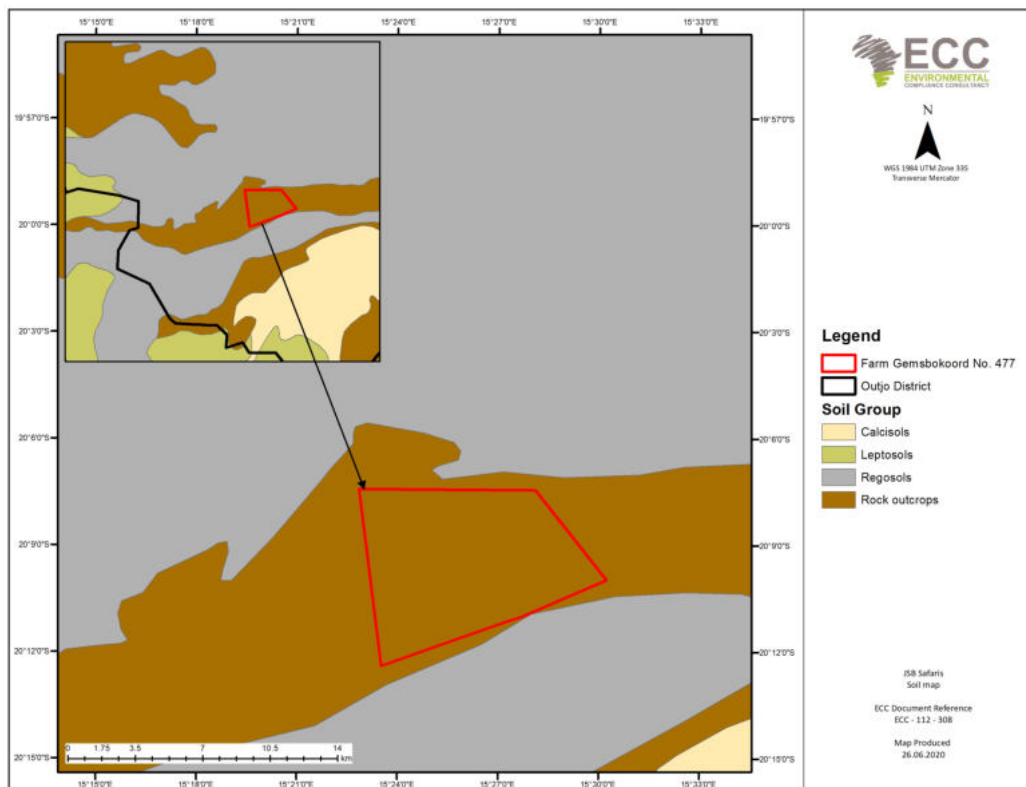 15°15'0"E 15°18'0"E 15°21'0"E 15°24'0"E 15°27'0"E 15°30'0"E 15°33'0"E
19°57'0"S 19°57'0"S
20°0'0"S 20°0'0"S
20°3'0"S 20°3'0"S
20°6'0"S 20°6'0"S
20°9'0"S 20°9'0"S
20°12'0"S 20°12'0"S
20°15'0"S 20°15'0"S
0 1.75 3.5 7 10.5 14
km
15°15'0"E 15°18'0"E 15°21'0"E 15°24'0"E 15°27'0"E 15°30'0"E 15°33'0"E
ECC
ENVIRONMENTAL
COMPLIANCE CONSULTANCY
N
WGS 1984 UTM Zone 33S
Transverse Mercator
Legend
Farm Gemsbokoord No. 477
Outjo District
Soil Group
Calcisols
Leptosols
Regosols
Rock outcrops
JSB Safaris
Soil map
ECC Document Reference
ECC - 112 - 308
Map Produced
26.06.2020